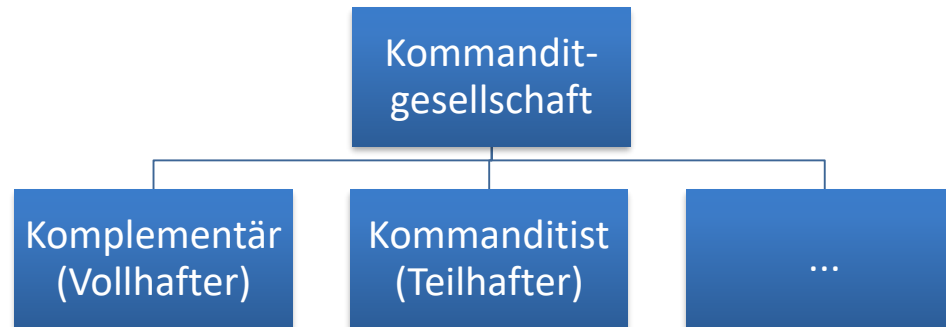 Kommandit-
gesellschaft
Komplementär
(Vollhafter)
Kommanditist
(Teilhafter)
...